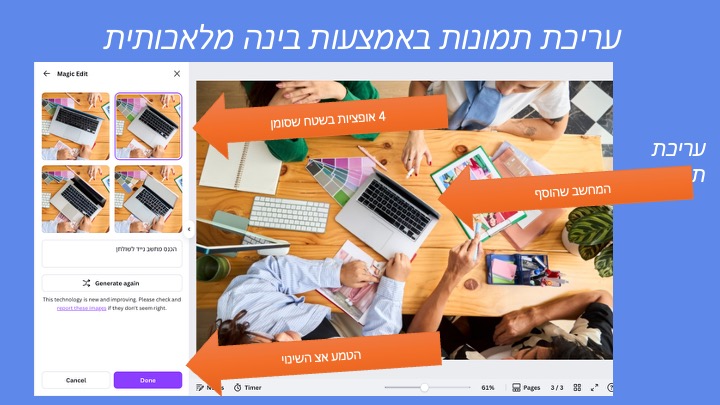 עריכת תמונות באמצעות בינה מלאכותית
Magic Edit
4 אופציות בשטח שסומן
עריכת
ת
המחשב שהוסף
הכנס מחשב נייד לשולחן
Generate again
This technology is new and improving. Please check and
report these images if they don't seem right.
הטמע אצ השינוי
Cancel
Done
Notes
Timer
61%
Pages
3 / 3